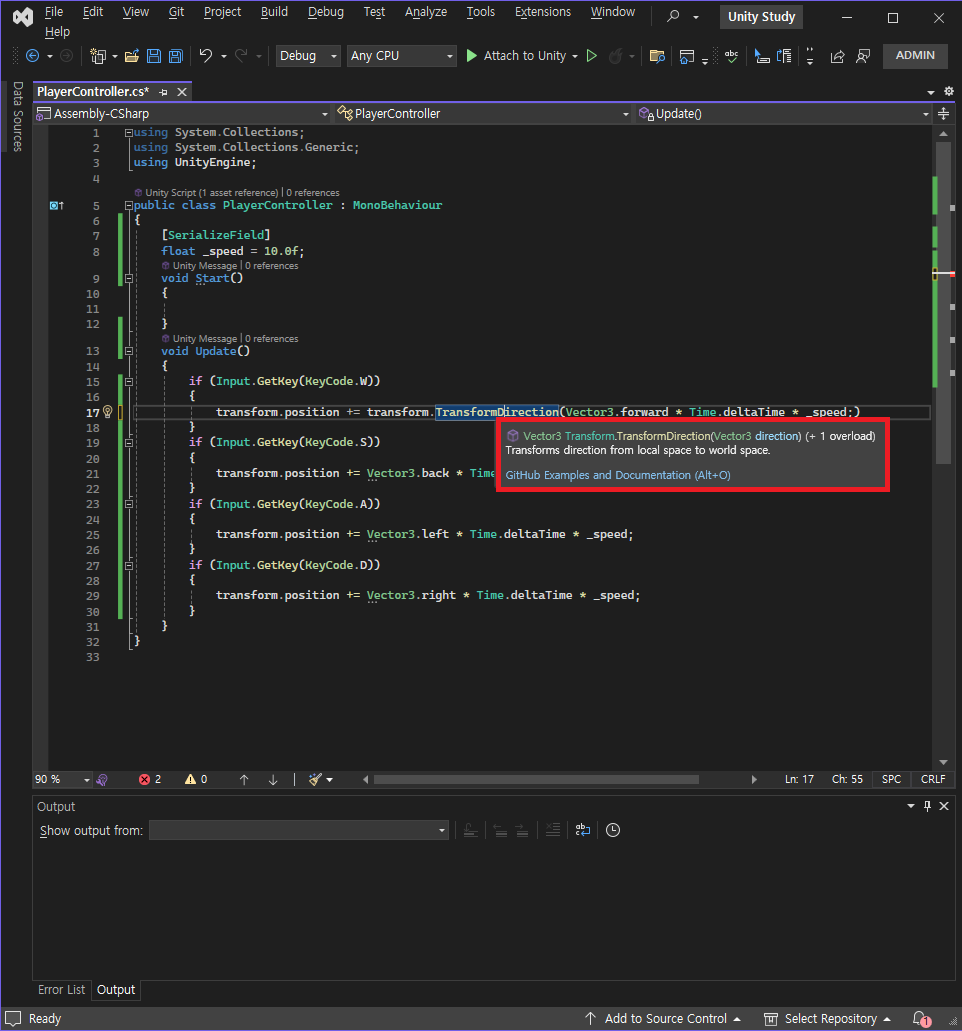 File Edit View Git Project Build Debug Test Analyze Tools Extensions Window Unity Study
Help
Debug Any CPU Attach to Unity ADMIN
Data Sources
PlayerController.cs*
Assembly-CSharp PlayerController Update()
1 using System.Collections;
2 using System.Collections.Generic;
3 using UnityEngine;
4
Unity Script (1 asset reference) | 0 references
5 public class PlayerController : MonoBehaviour
6 {
7 [SerializeField]
8 float _speed = 10.0f;
Unity Message | 0 references
9 void Start()
10 {
11
12 }
Unity Message | 0 references
13 void Update()
14 {
15 if (Input.GetKey(KeyCode.W))
16 {
17 transform.position += transform.TransformDirection(Vector3.forward * Time.deltaTime * _speed;)
18 }
19 if (Input.GetKey(KeyCode.S))
20 {
21 transform.position += Vector3.back * Time
22 }
23 if (Input.GetKey(KeyCode.A))
24 {
25 transform.position += Vector3.left * Time.deltaTime * _speed;
26 }
27 if (Input.GetKey(KeyCode.D))
28 {
29 transform.position += Vector3.right * Time.deltaTime * _speed;
30 }
31 }
32 }
33
Vector3 Transform.TransformDirection(Vector3 direction) (+ 1 overload)
Transforms direction from local space to world space.
GitHub Examples and Documentation (Alt+O)
90 % 2 0 Ln: 17 Ch: 55 SPC CRLF
Output
Show output from:
Error List Output
Ready Add to Source Control Select Repository 1